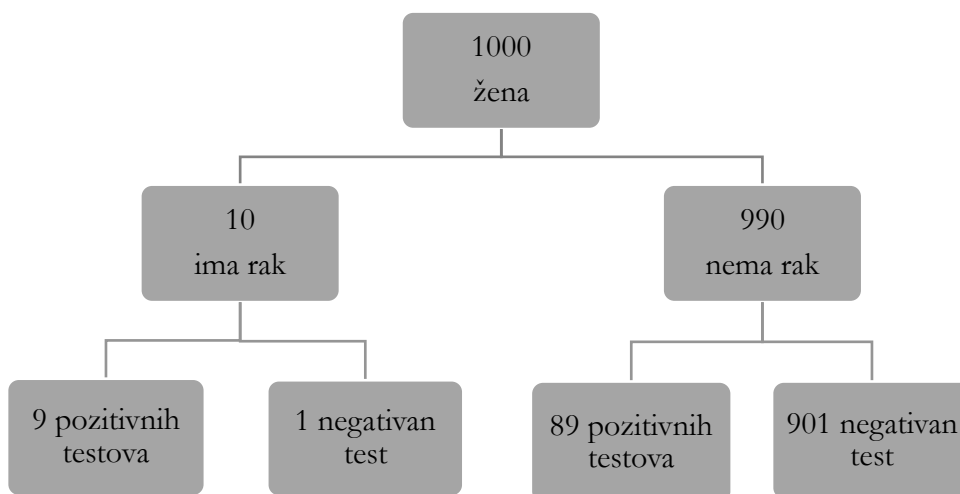 1000
žena
10
ima rak
990
nema rak
9 pozitivnih
testova
1 negativan
test
89 pozitivnih
testova
901 negativan
test